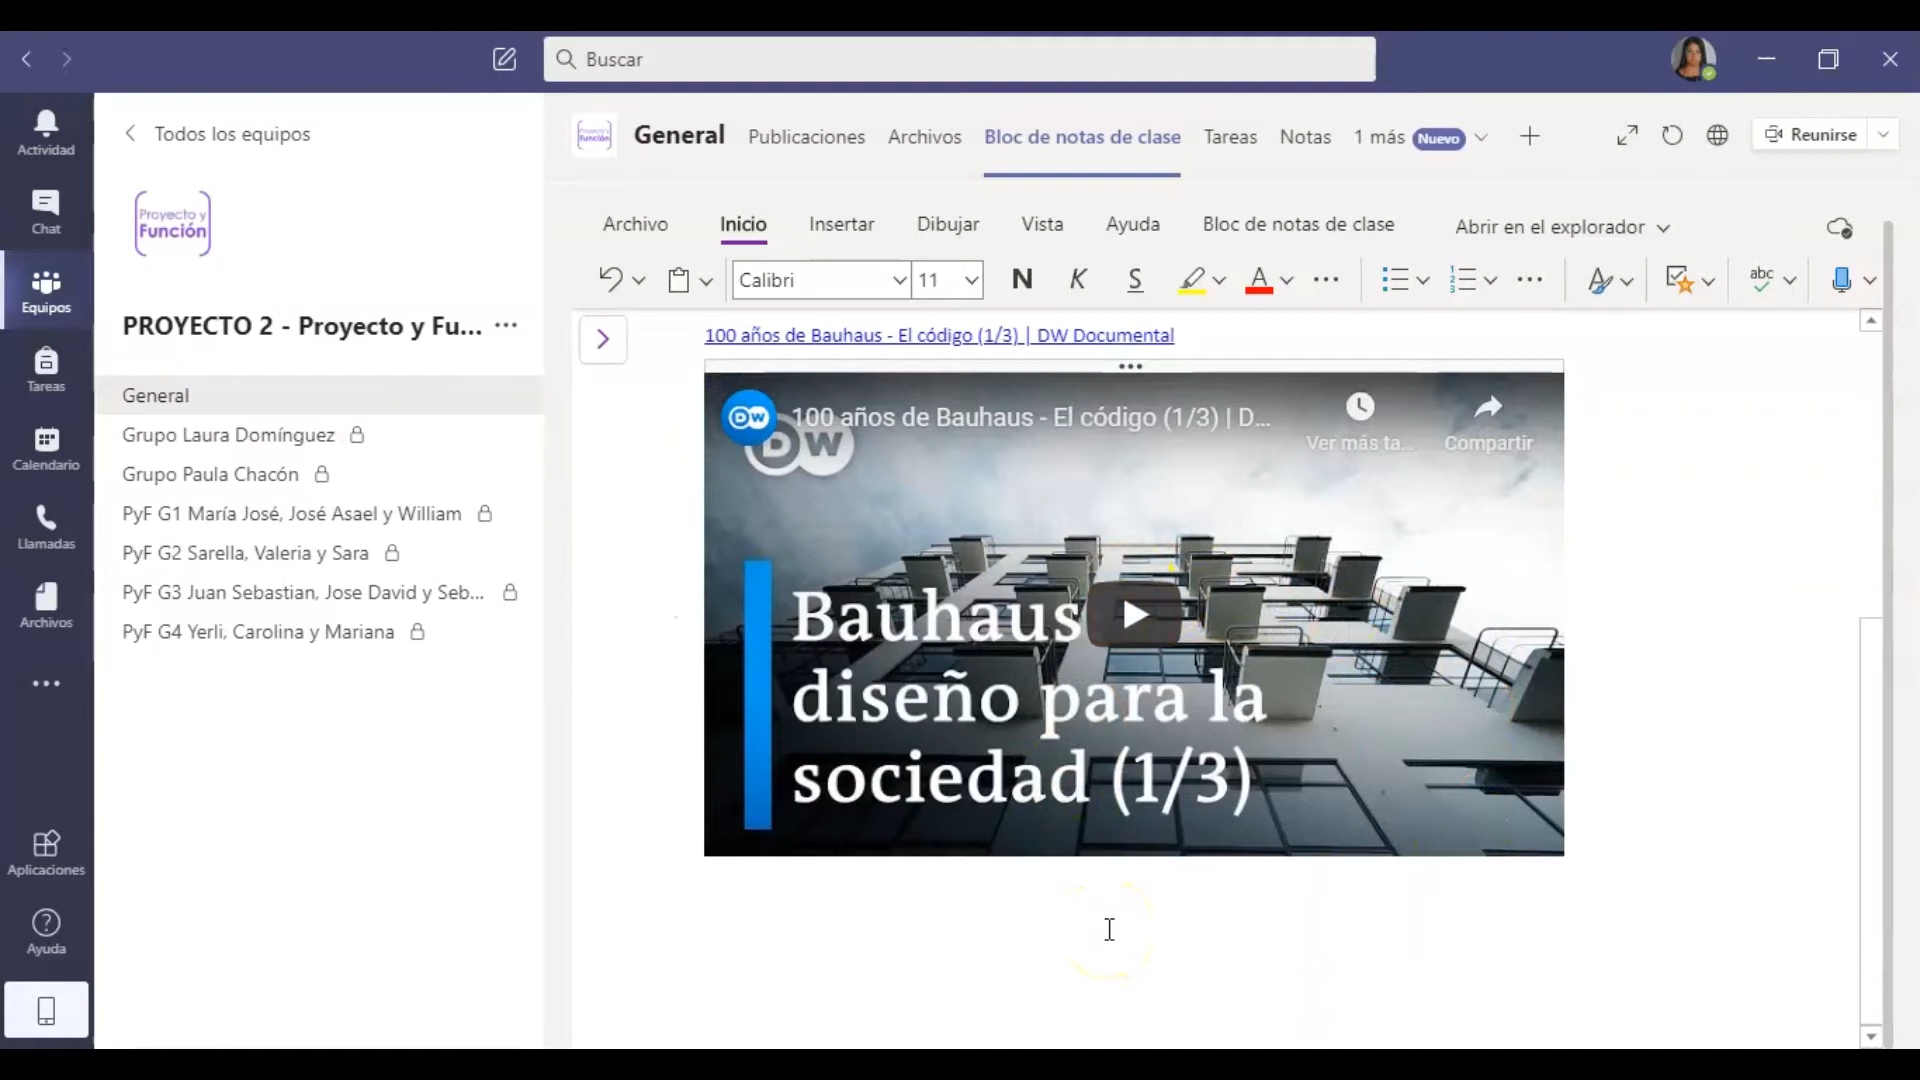 Buscar
Actividad
Chat
Equipos
Tareas
Calendario
Llamadas
Archivos
Aplicaciones
Ayuda
Todos los equipos
Proyecto y
Función
PROYECTO 2 - Proyecto y Fu...
General
Grupo Laura Domínguez
Grupo Paula Chacón
PyF G1 María José, José Asael y William
PyF G2 Sarella, Valeria y Sara
PyF G3 Juan Sebastian, Jose David y Seb...
PyF G4 Yerli, Carolina y Mariana
Proyecto y
Función
General Publicaciones Archivos Bloc de notas de clase Tareas Notas 1 más Nuevo Reunirse
Archivo Inicio Insertar Dibujar Vista Ayuda Bloc de notas de clase Abrir en el explorador
Calibri 11 N K S A abc
100 años de Bauhaus - El código (1/3) | DW Documental
DW 100 años de Bauhaus - El código (1/3) | D...
DW
Ver más ta... Compartir
Bauhaus
diseño para la
sociedad (1/3)